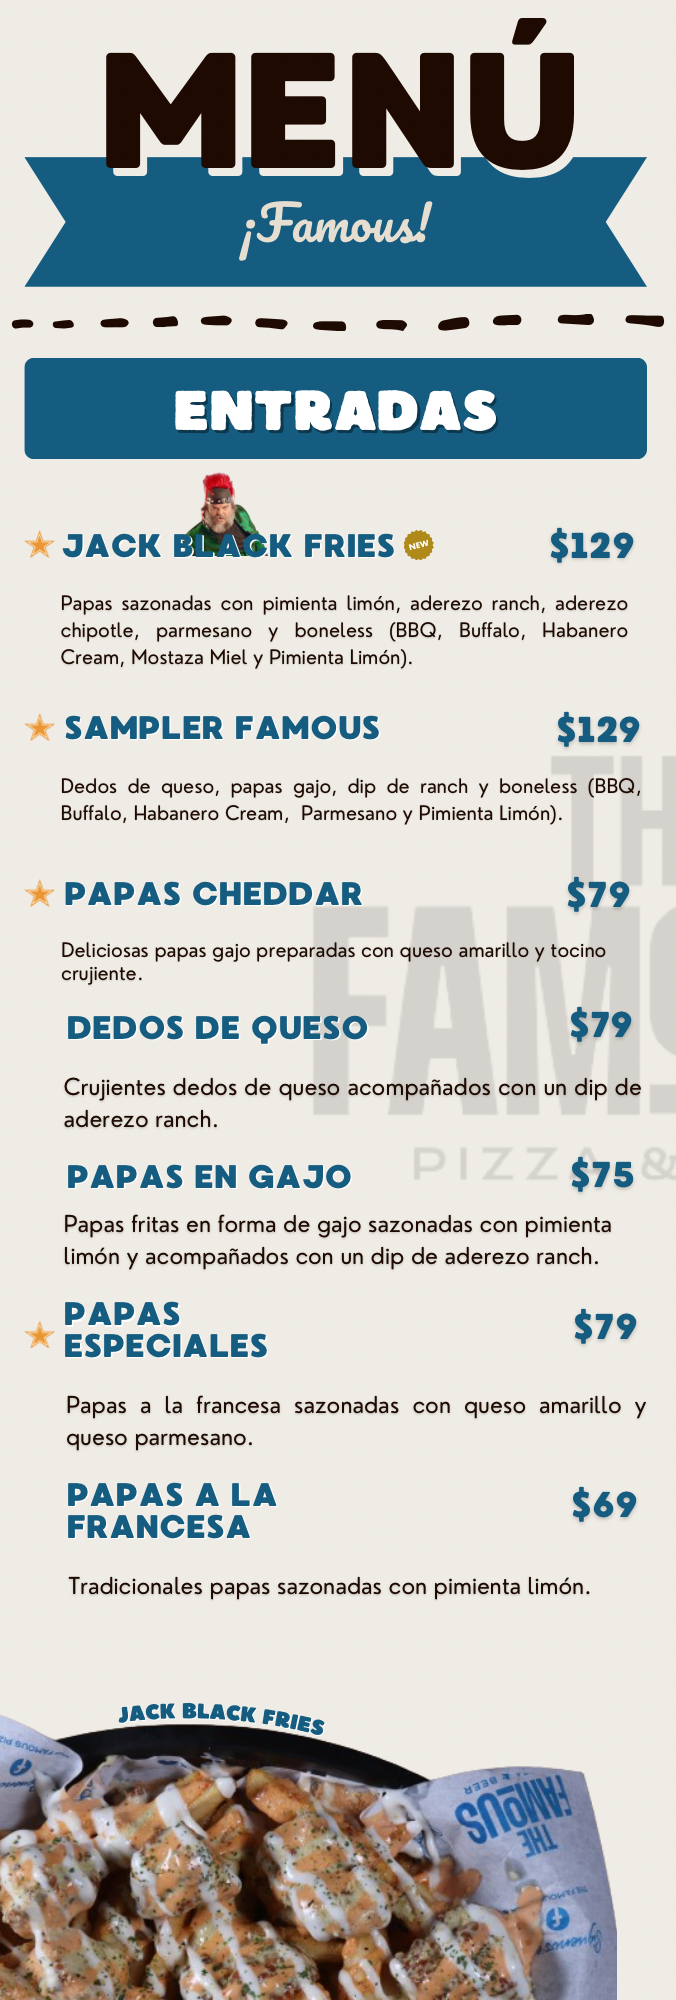 MENÚ
¡Famous!
ENTRADAS
JACK BLACK FRIES NEW $129
Papas sazonadas con pimienta limón, aderezo ranch, aderezo
chipotle, parmesano y boneless (BBQ, Buffalo, Habanero
Cream, Mostaza Miel y Pimienta Limón).
SAMPLER FAMOUS $129
Dedos de queso, papas gajo, dip de ranch y boneless (BBQ,
Buffalo, Habanero Cream, Parmesano y Pimienta Limón).
TH
PAPAS CHEDDAR $79
FAMO
Deliciosas papas gajo preparadas con queso amarillo y tocino
crujiente.
DEDOS DE QUESO $79
Crujientes dedos de queso acompañados con un dip de
aderezo ranch.
PIZZA &
PAPAS EN GAJO $75
Papas fritas en forma de gajo sazonadas con pimienta
limón y acompañados con un dip de aderezo ranch.
PAPAS
ESPECIALES $79
Papas a la francesa sazonadas con queso amarillo y
queso parmesano.
PAPAS A LA
FRANCESA $69
Tradicionales papas sazonadas con pimienta limón.
JACK BLACK FRIES
THE
FAMOUS
& BEER
Síguenos